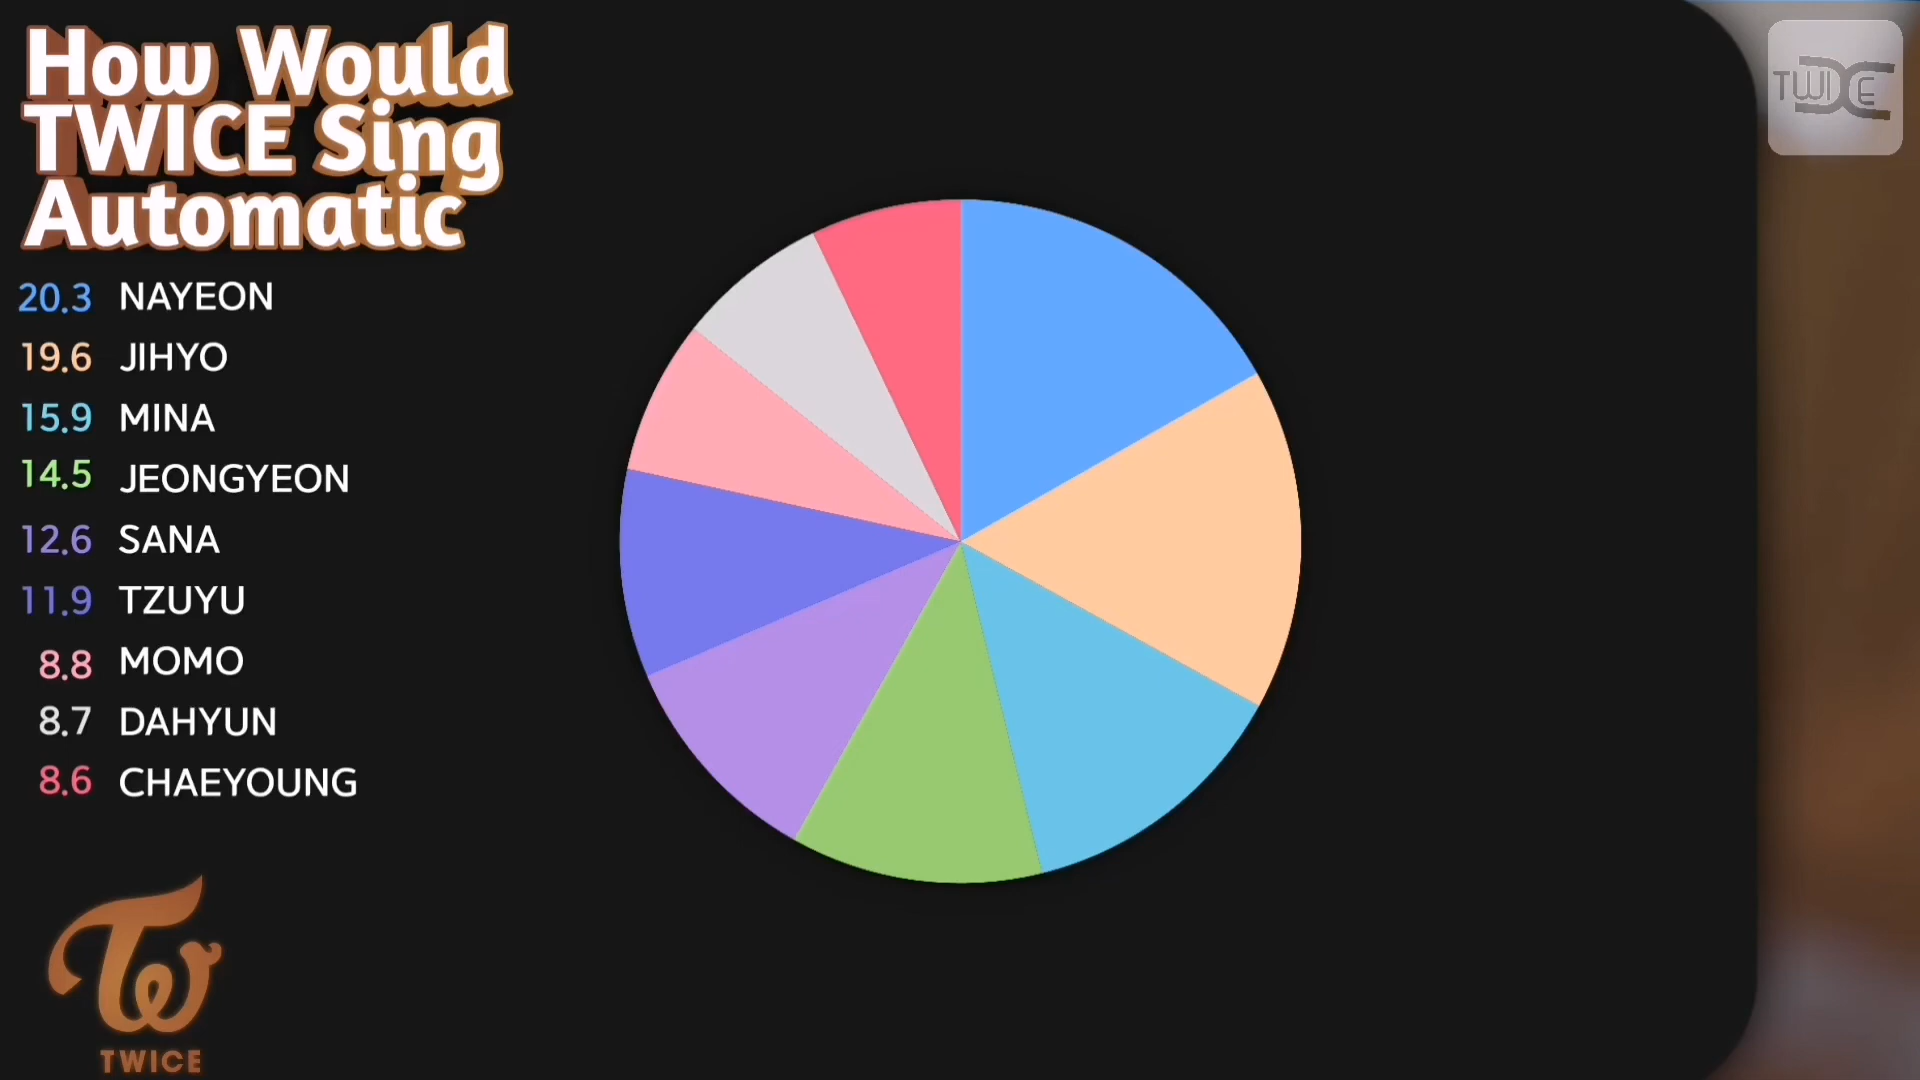 How Would
TWICE Sing
Automatic
20.3 NAYEON
19.6 JIHYO
15.9 MINA
14.5 JEONGYEON
12.6 SANA
11.9 TZUYU
8.8 MOMO
8.7 DAHYUN
8.6 CHAEYOUNG
TWICE
TWIXE